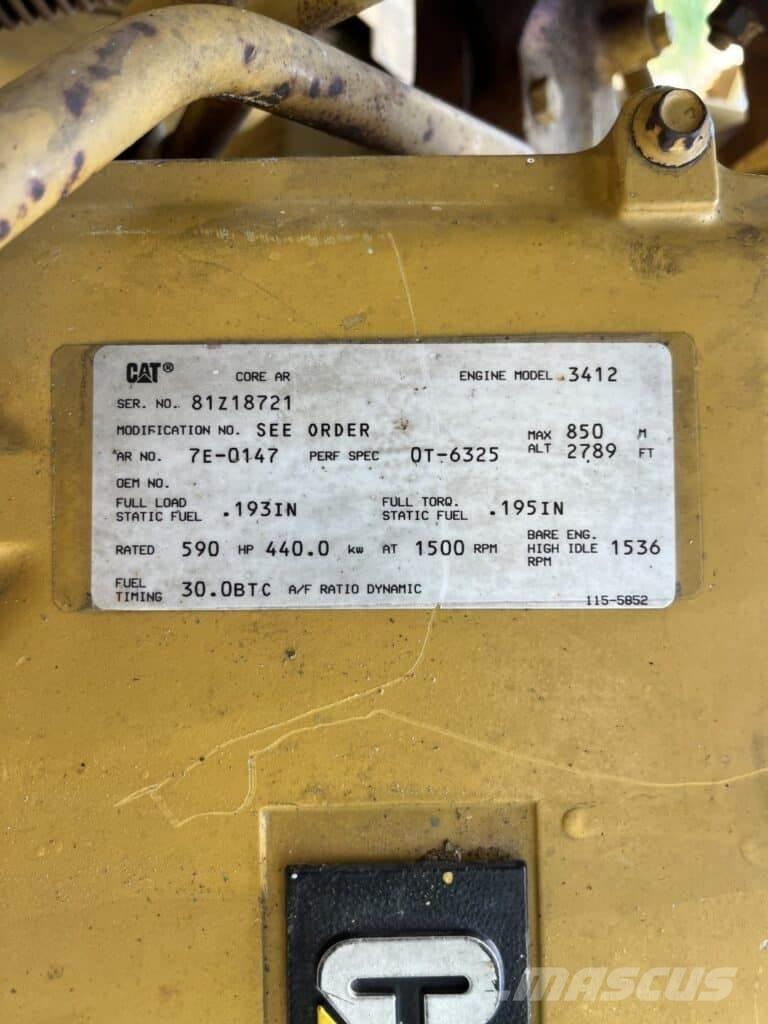 CAT® CORE AR ENGINE MODEL 3412
SER. NO. 81Z18721
MODIFICATION NO. SEE ORDER MAX 850 M
AR NO. 7E-0147 PERF SPEC 0T-6325 ALT 2789 FT
OEM NO.
FULL LOAD STATIC FUEL .193IN FULL TORQ. STATIC FUEL .195IN
RATED 590 HP 440.0 kw AT 1500 RPM BARE ENG. HIGH IDLE 1536 RPM
FUEL TIMING 30.0BTC A/F RATIO DYNAMIC
115-5852
MASCUS